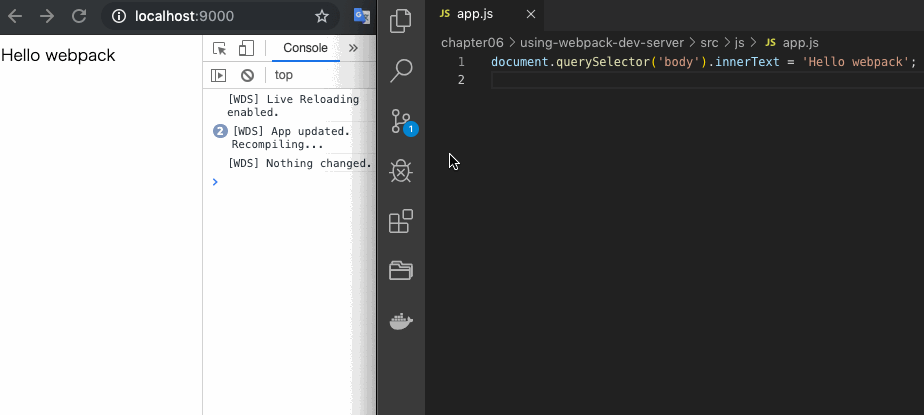 localhost:9000
Hello webpack
Console
top
[WDS] Live Reloading
enabled.
2 [WDS] App updated.
Recompiling...
[WDS] Nothing changed.
JS app.js
chapter06 > using-webpack-dev-server > src > js > JS app.js
1 document.querySelector('body').innerText = 'Hello webpack';
2
1